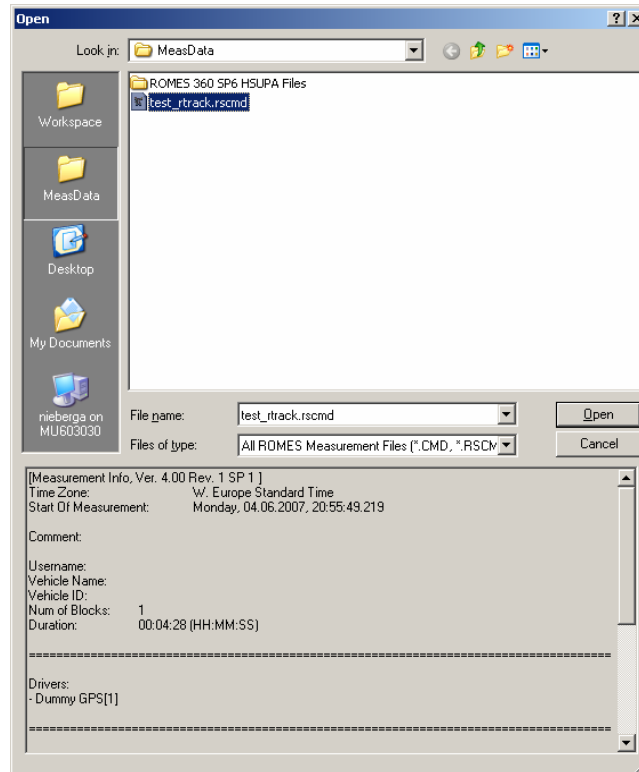 Open
Look in:
MeasData
ROMES 360 SP6 HSUPA Files
test_rtrack.rscmd
Workspace
MeasData
Desktop
My Documents
nieberga on
MU603030
File name:
test_rtrack.rscmd
Open
Files of type:
All ROMES Measurement Files (*.CMD, *.RSCM
Cancel
[Measurement Info, Ver. 4.00 Rev. 1 SP 1 ]
Time Zone: W. Europe Standard Time
Start Of Measurement: Monday, 04.06.2007, 20:55:49.219
Comment:
Username:
Vehicle Name:
Vehicle ID:
Num of Blocks: 1
Duration: 00:04:28 (HH:MM:SS)
Drivers:
- Dummy GPS[1]